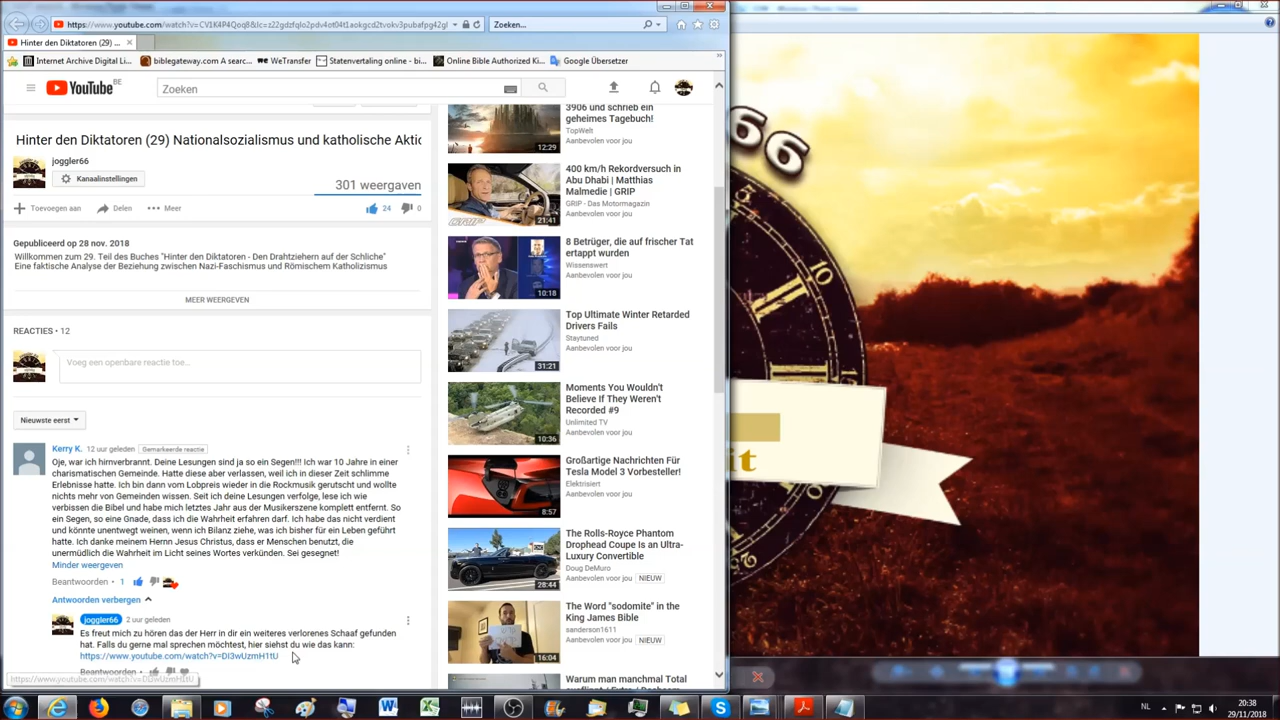 https://www.youtube.com/watch?v=CV1K4P4Qoq8&lc=z22gdzfqlo2pdv4ot04t1aokgcd2tvokv3pubafpg42gl
Zoeken...
Hinter den Diktatoren (29) ...
Internet Archive Digital Li...
biblegateway.com A searc...
WeTransfer
Statenvertaling online - bi...
Online Bible Authorized Ki...
Google Übersetzer
YouTube BE
Zoeken
Hinter den Diktatoren (29) Nationalsozialismus und katholische Aktio
joggler66
Kanaalinstellingen
301 weergaven
Toevoegen aan
Delen
Meer
24
0
Gepubliceerd op 28 nov. 2018
Willkommen zum 29. Teil des Buches "Hinter den Diktatoren - Den Drahtziehern auf der Schliche"
Eine faktische Analyse der Beziehung zwischen Nazi-Faschismus und Römischem Katholizismus
MEER WEERGEVEN
REACTIES • 12
Voeg een openbare reactie toe...
Nieuwste eerst
Kerry K. 12 uur geleden Gemarkeerde reactie
Oje, war ich hirnverbrannt. Deine Lesungen sind ja so ein Segen!!! Ich war 10 Jahre in einer
charismatischen Gemeinde. Hatte diese aber verlassen, weil ich in dieser Zeit schlimme
Erlebnisse hatte. Ich bin dann vom Lobpreis wieder in die Rockmusik gerutscht und wollte
nichts mehr von Gemeinden wissen. Seit ich deine Lesungen verfolge, lese ich wie
verbissen die Bibel und habe mich letztes Jahr aus der Musikerszene komplett entfernt. So
ein Segen, so eine Gnade, dass ich die Wahrheit erfahren darf. Ich habe das nicht verdient
und könnte unentwegt weinen, wenn ich Bilanz ziehe, was ich bisher für ein Leben geführt
hatte. Ich danke meinem Herrn Jesus Christus, dass er Menschen benutzt, die
unermüdlich die Wahrheit im Licht seines Wortes verkünden. Sei gesegnet!
Minder weergeven
Beantwoorden • 1
Antwoorden verbergen
joggler66 2 uur geleden
Es freut mich zu hören das der Herr in dir ein weiteres verlorenes Schaaf gefunden
hat. Falls du gerne mal sprechen möchtest, hier siehst du wie das kann:
https://www.youtube.com/watch?v=DI3wUzmH1tU
Beantwoorden
https://www.youtube.com/watch?v=DI3wUzmH1tU
3906 und schrieb ein
geheimes Tagebuch!
TopWelt
Aanbevolen voor jou
12:29
400 km/h Rekordversuch in
Abu Dhabi | Matthias
Malmedie | GRIP
GRIP - Das Motormagazin
Aanbevolen voor jou
GRIP
21:41
8 Betrüger, die auf frischer Tat
ertappt wurden
Wissenswert
Aanbevolen voor jou
10:18
Top Ultimate Winter Retarded
Drivers Fails
Staytuned
Aanbevolen voor jou
31:21
Moments You Wouldn't
Believe If They Weren't
Recorded #9
Unlimited TV
Aanbevolen voor jou
10:36
Großartige Nachrichten Für
Tesla Model 3 Vorbesteller!
Elektrisiert
Aanbevolen voor jou
8:57
The Rolls-Royce Phantom
Drophead Coupe Is an Ultra-
Luxury Convertible
Doug DeMuro
Aanbevolen voor jou NIEUW
28:44
The Word "sodomite" in the
King James Bible
sanderson1611
Aanbevolen voor jou NIEUW
16:04
Warum man manchmal Total
66
it
NL
20:38
29/11/2018